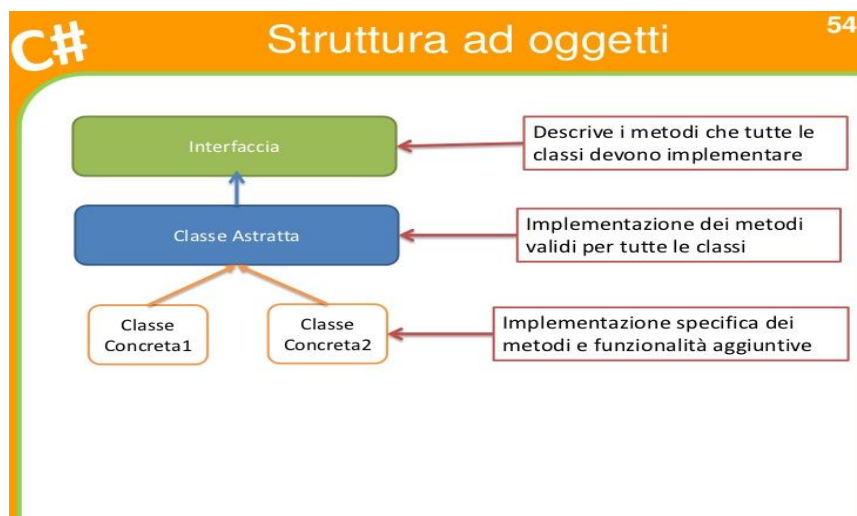 C#
Struttura ad oggetti
54
Interfaccia
Descrive i metodi che tutte le
classi devono implementare
Classe Astratta
Implementazione dei metodi
validi per tutte le classi
Classe
Concreta1
Classe
Concreta2
Implementazione specifica dei
metodi e funzionalità aggiuntive